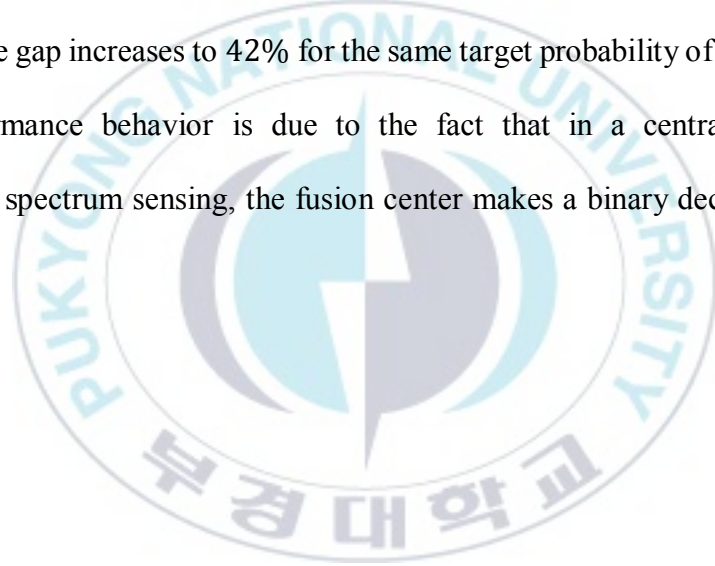 e gap increases to 42% for the same target probability of
rmance behavior is due to the fact that in a centra
spectrum sensing, the fusion center makes a binary dec
PUKYONG NATIONAL UNIVERSITY
부경대학교